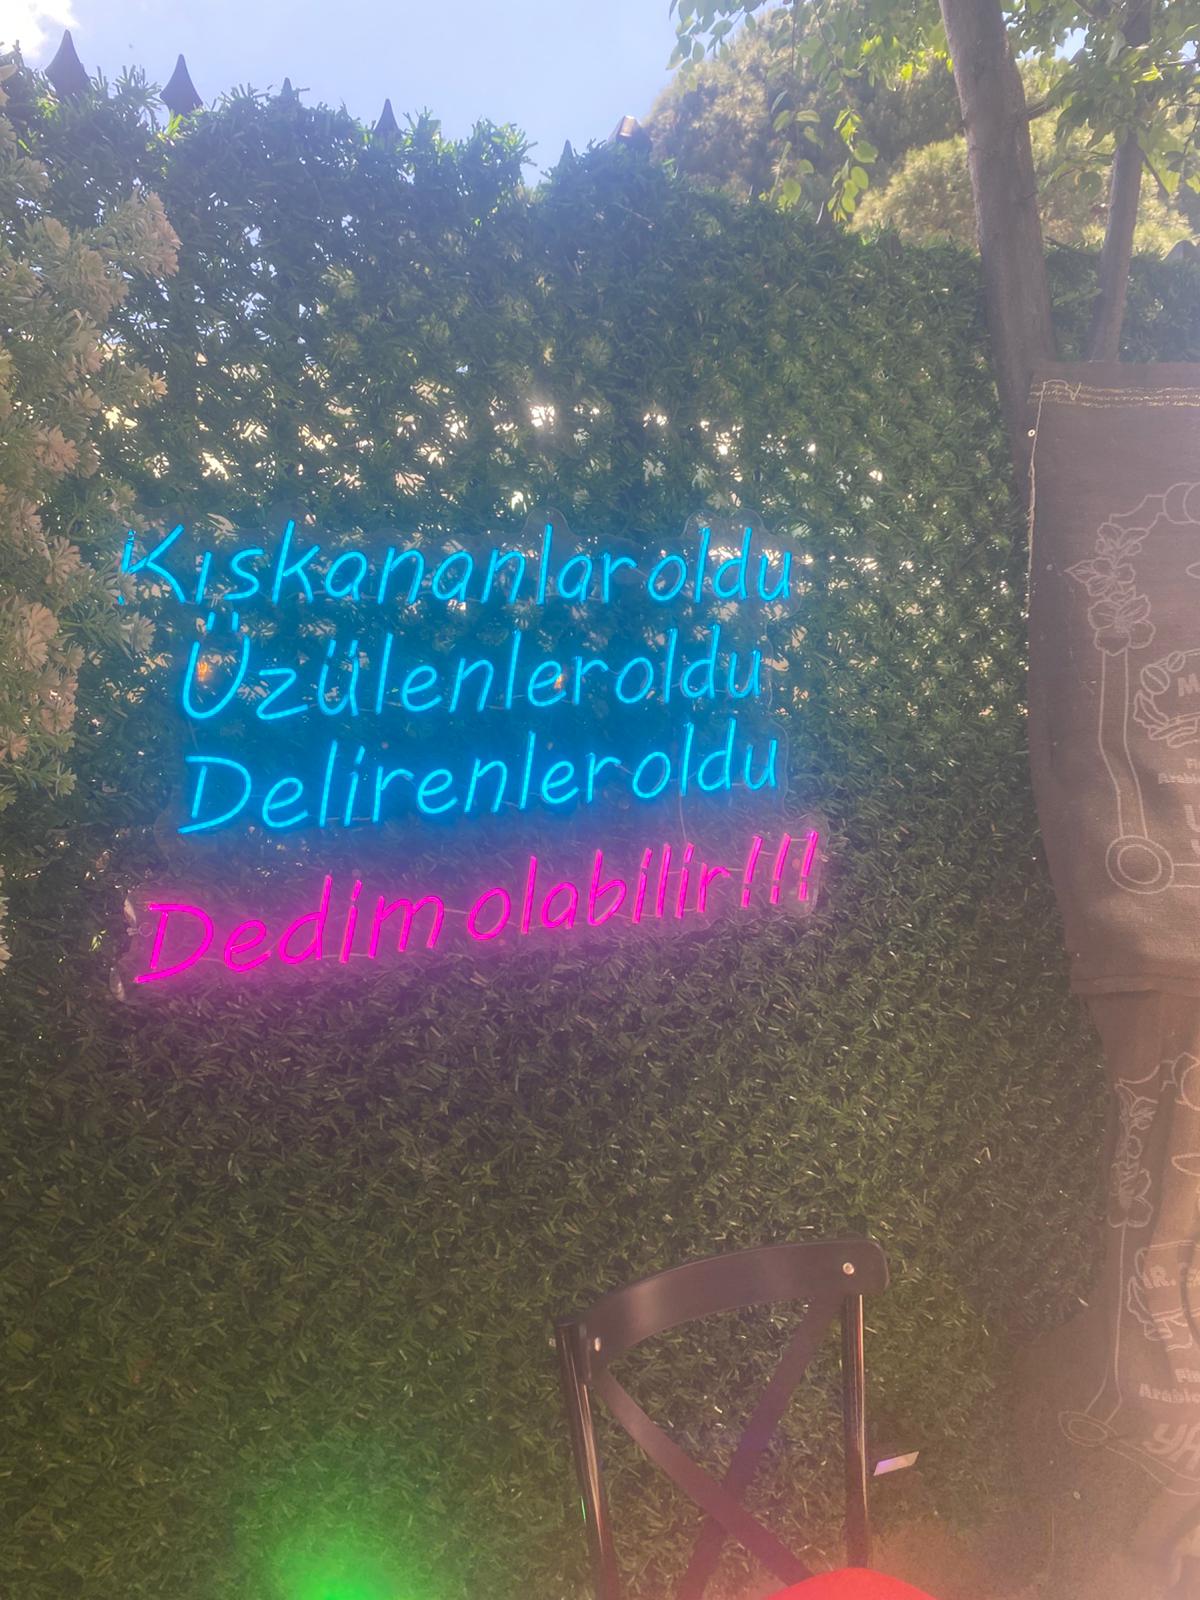 Kıskananlar oldu
Üzülenler oldu
Delirenler oldu
Dedim olabilir!!!